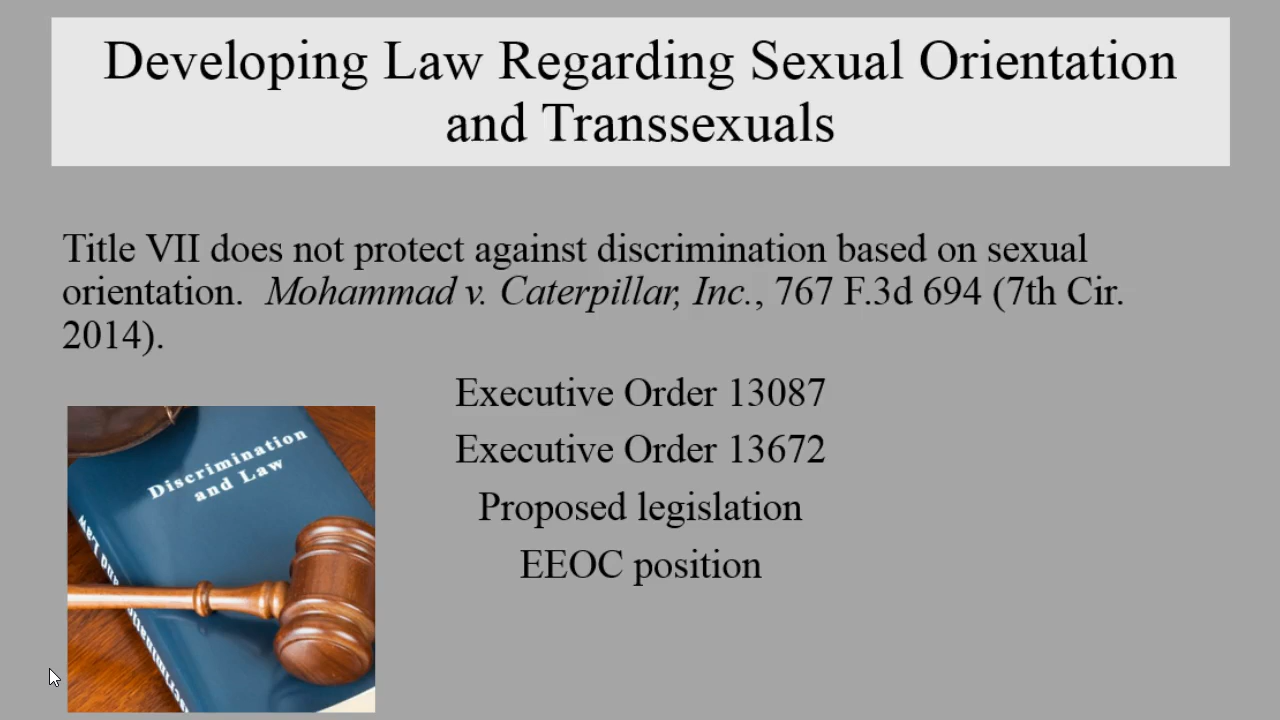 Developing Law Regarding Sexual Orientation
and Transsexuals
Title VII does not protect against discrimination based on sexual
orientation.  Mohammad v. Caterpillar, Inc., 767 F.3d 694 (7th Cir.
2014).
Executive Order 13087
Executive Order 13672
Proposed legislation
EEOC position
Discrimination
and Law